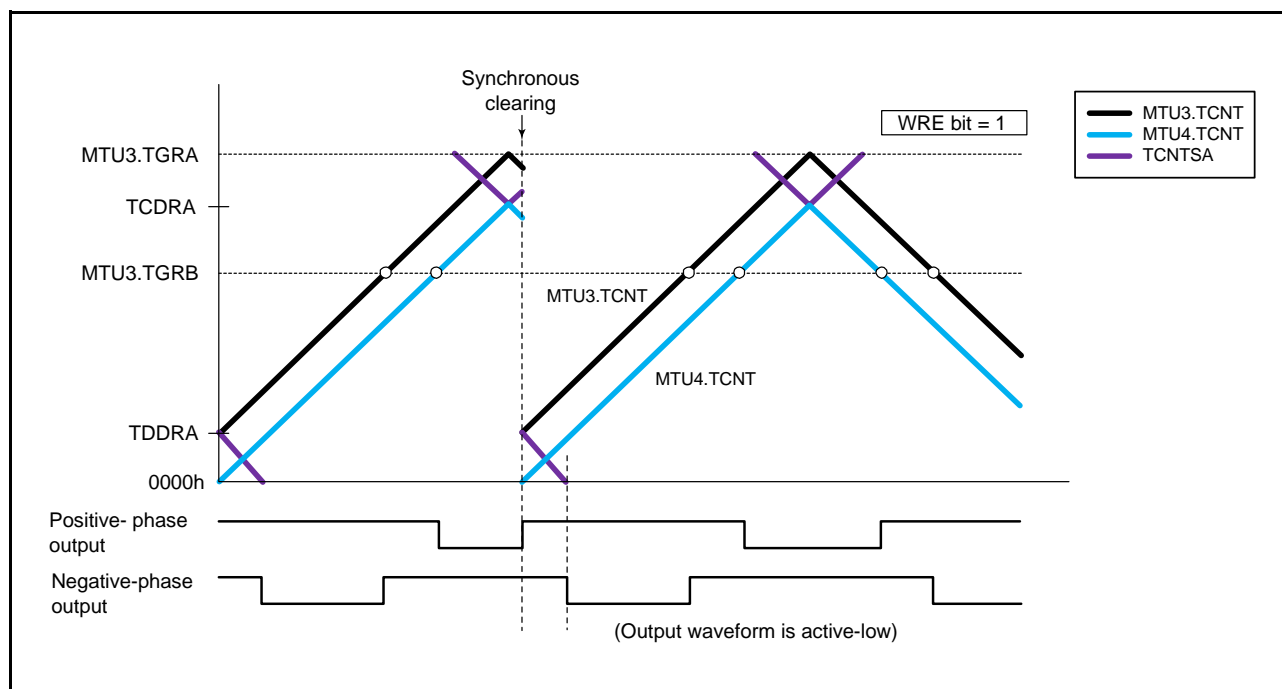 Synchronous
clearing
WRE bit = 1
MTU3.TCNT
MTU4.TCNT
TCNTSA
MTU3.TGRA
TCDRA
MTU3.TGRB
MTU3.TCNT
MTU4.TCNT
TDDRA
0000h
Positive- phase
output
Negative-phase
output
(Output waveform is active-low)